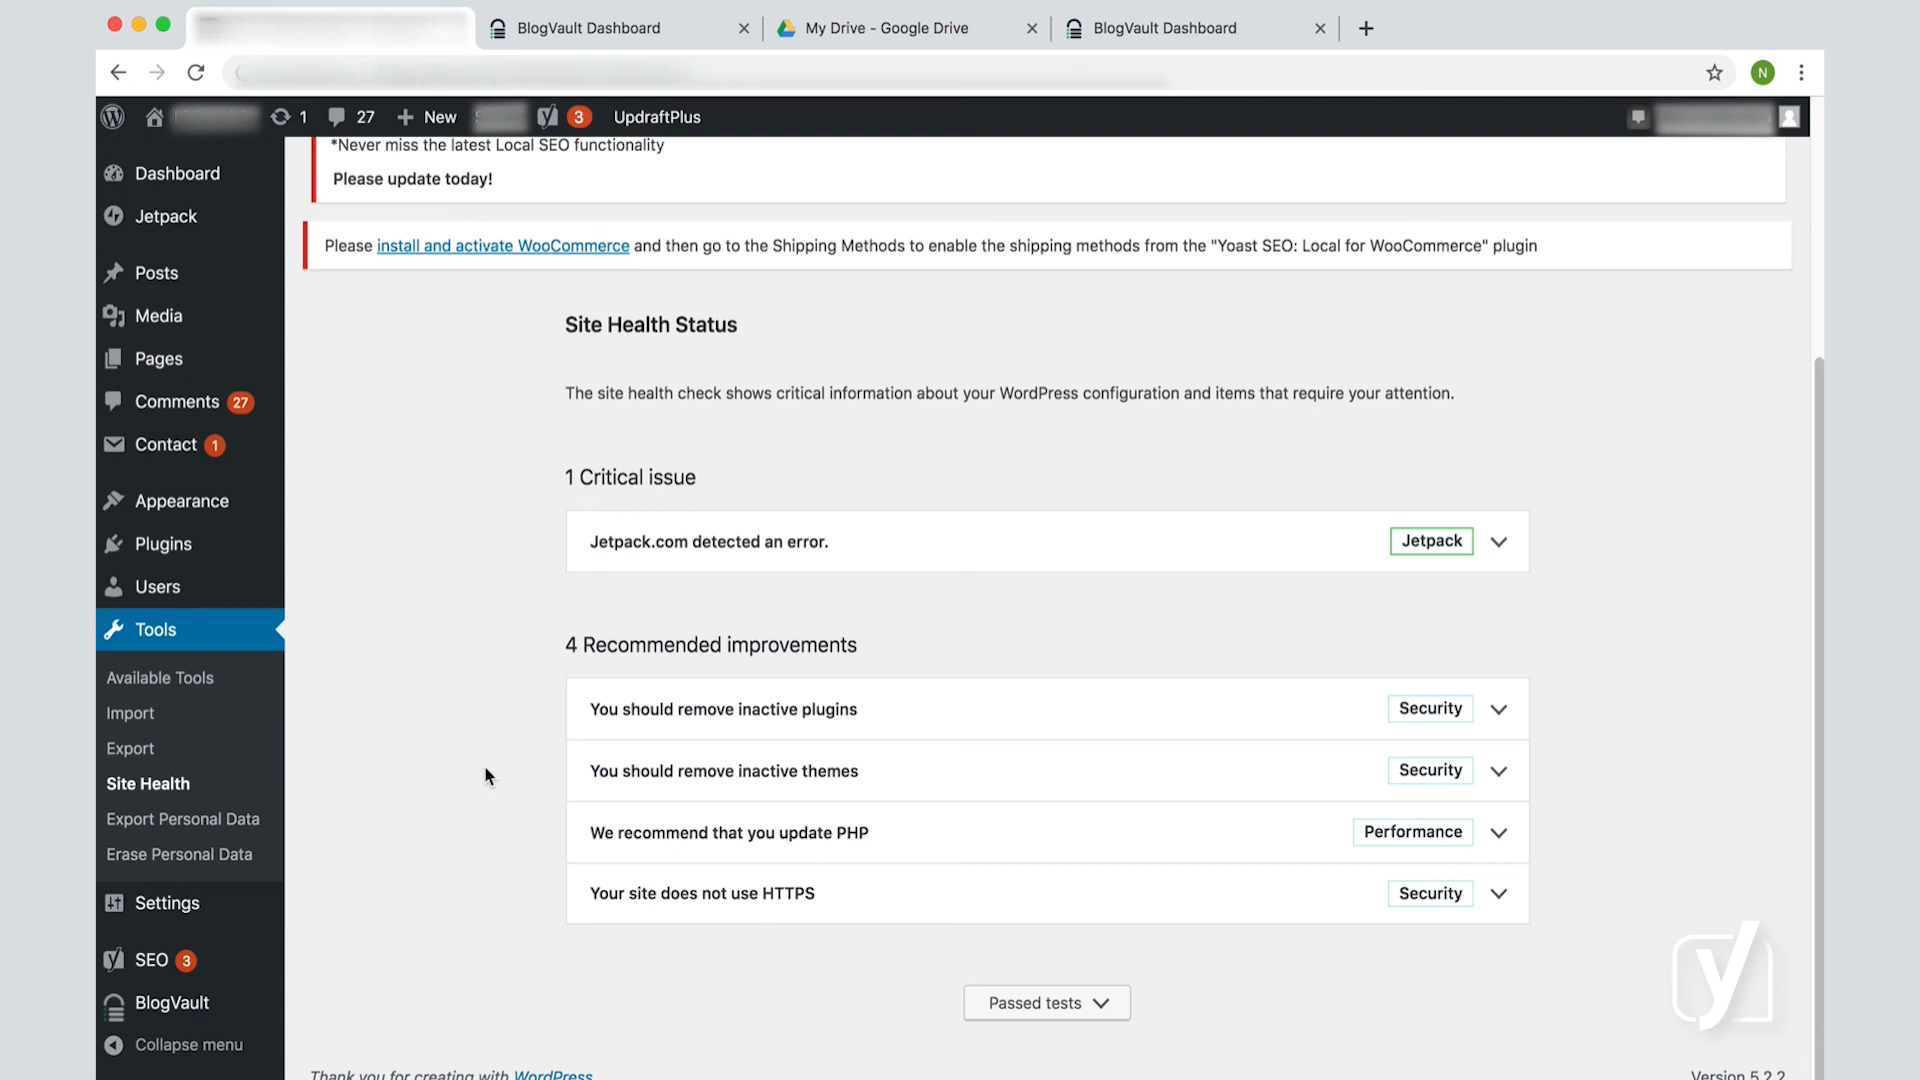 BlogVault Dashboard
My Drive - Google Drive
BlogVault Dashboard
N
1
27
New
3
UpdraftPlus
*Never miss the latest Local SEO functionality
Please update today!
Please install and activate WooCommerce and then go to the Shipping Methods to enable the shipping methods from the "Yoast SEO: Local for WooCommerce" plugin
Dashboard
Jetpack
Posts
Media
Pages
Comments 27
Contact 1
Appearance
Plugins
Users
Tools
Available Tools
Import
Export
Site Health
Export Personal Data
Erase Personal Data
Settings
SEO 3
BlogVault
Collapse menu
Site Health Status
The site health check shows critical information about your WordPress configuration and items that require your attention.
1 Critical issue
Jetpack.com detected an error.
Jetpack
4 Recommended improvements
You should remove inactive plugins
Security
You should remove inactive themes
Security
We recommend that you update PHP
Performance
Your site does not use HTTPS
Security
Passed tests
Thank you for creating with WordPress
Version 5.2.2
y